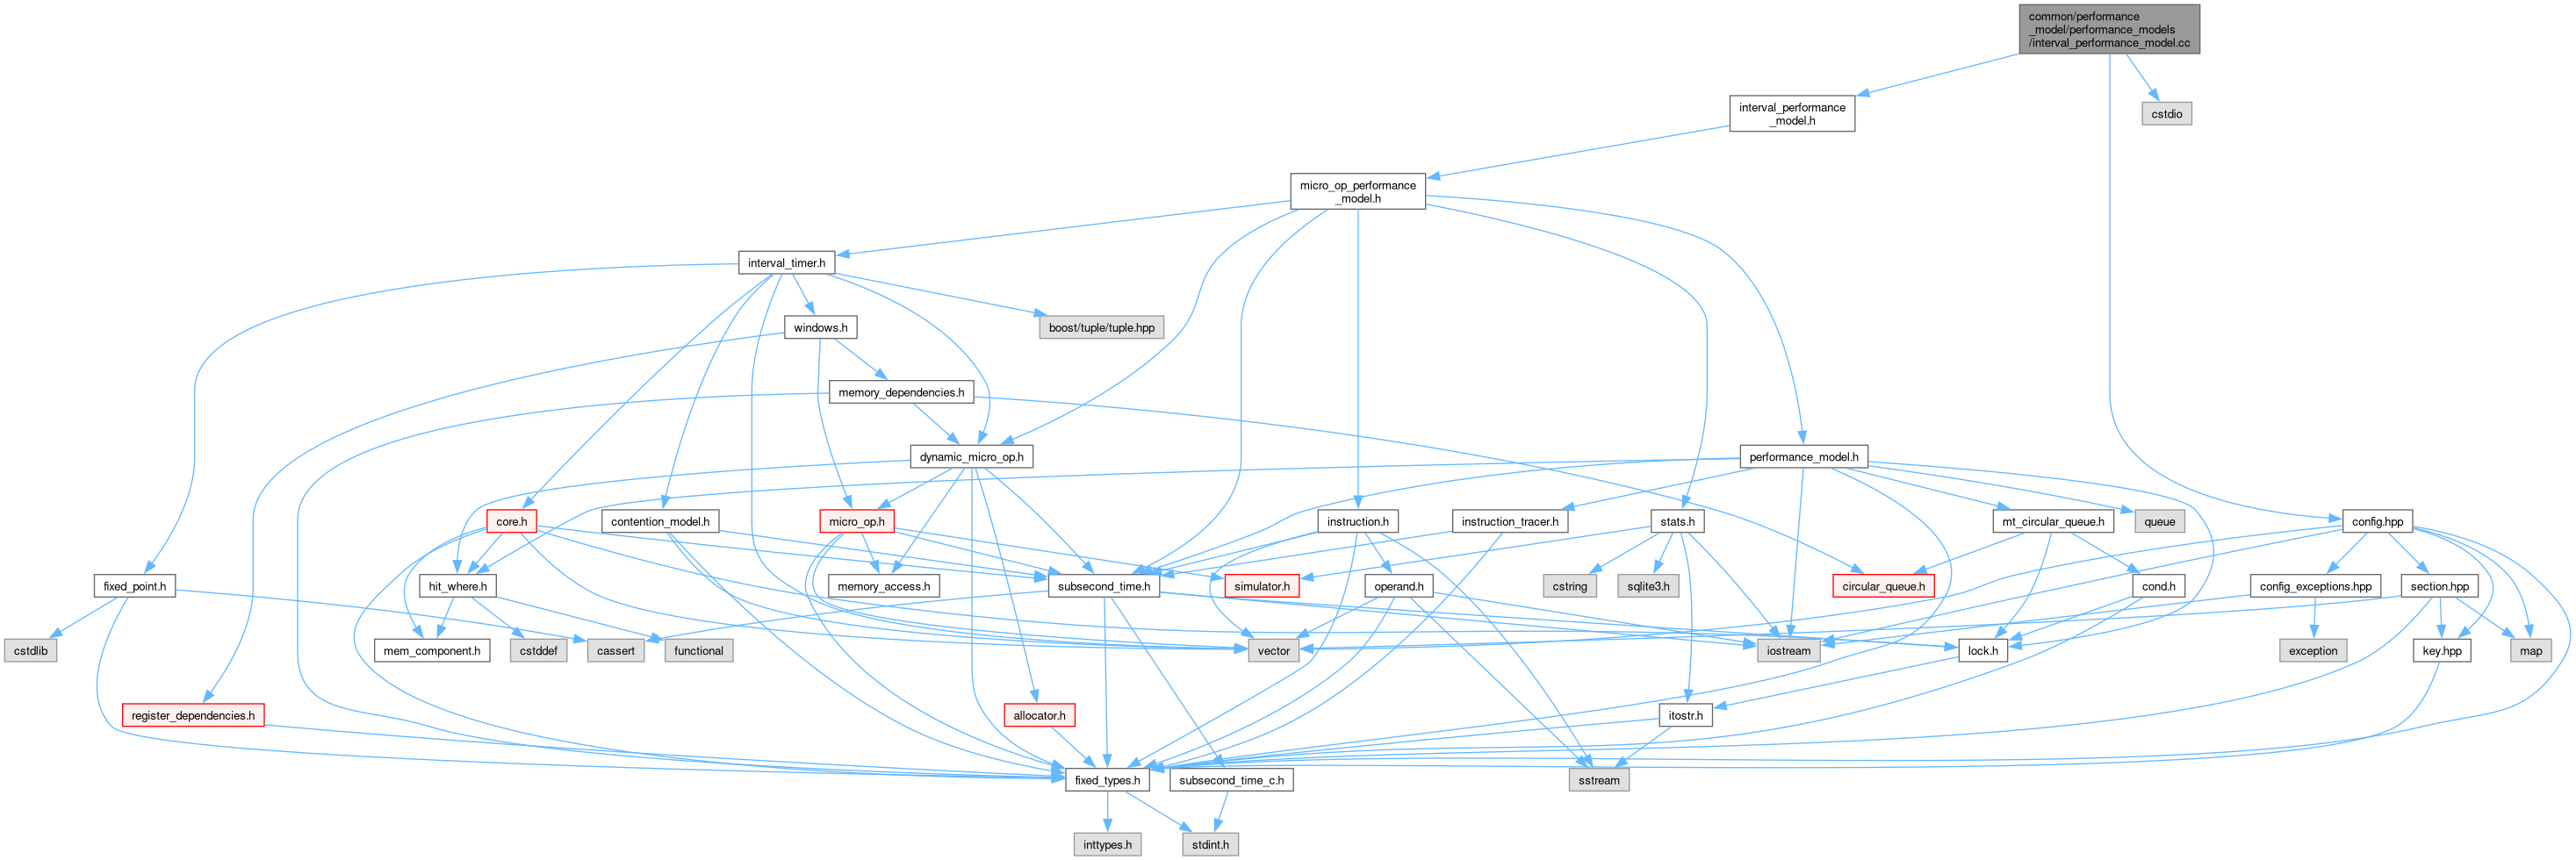 common/performance
_model/performance_models
/interval_performance_model.cc
interval_performance
_model.h
cstdio
micro_op_performance
_model.h
interval_timer.h
windows.h
boost/tuple/tuple.hpp
memory_dependencies.h
dynamic_micro_op.h
performance_model.h
core.h
contention_model.h
micro_op.h
instruction.h
instruction_tracer.h
stats.h
mt_circular_queue.h
queue
config.hpp
fixed_point.h
hit_where.h
memory_access.h
subsecond_time.h
simulator.h
operand.h
cstring
sqlite3.h
circular_queue.h
cond.h
config_exceptions.hpp
section.hpp
cstdlib
mem_component.h
cstddef
cassert
functional
vector
iostream
lock.h
exception
key.hpp
map
register_dependencies.h
allocator.h
itostr.h
fixed_types.h
subsecond_time_c.h
sstream
inttypes.h
stdint.h